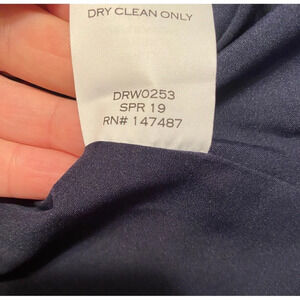 DRY CLEAN ONLY
DRW0253
SPR 19
RN# 147487